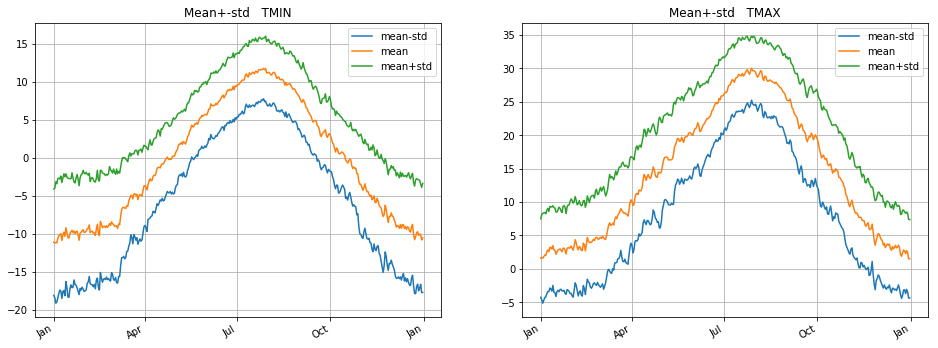 Mean+-std   TMIN
mean-std
mean
mean+std
15
10
5
0
−5
−10
−15
−20
Jan
Apr
Jul
Oct
Jan
Mean+-std   TMAX
mean-std
mean
mean+std
35
30
25
20
15
10
5
0
−5
Jan
Apr
Jul
Oct
Jan